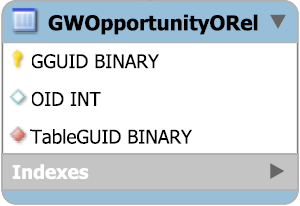 GWOpportunityORel
GGUID BINARY
OID INT
TableGUID BINARY
Indexes